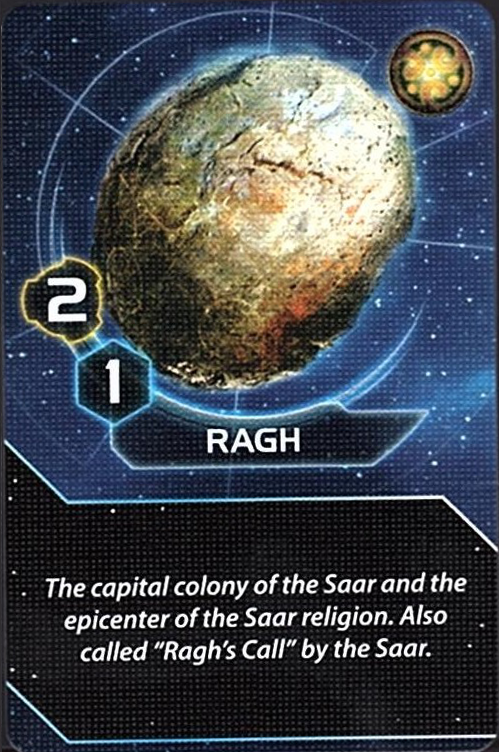 2
1
RAGH
The capital colony of the Saar and the
epicenter of the Saar religion. Also
called “Ragh’s Call” by the Saar.